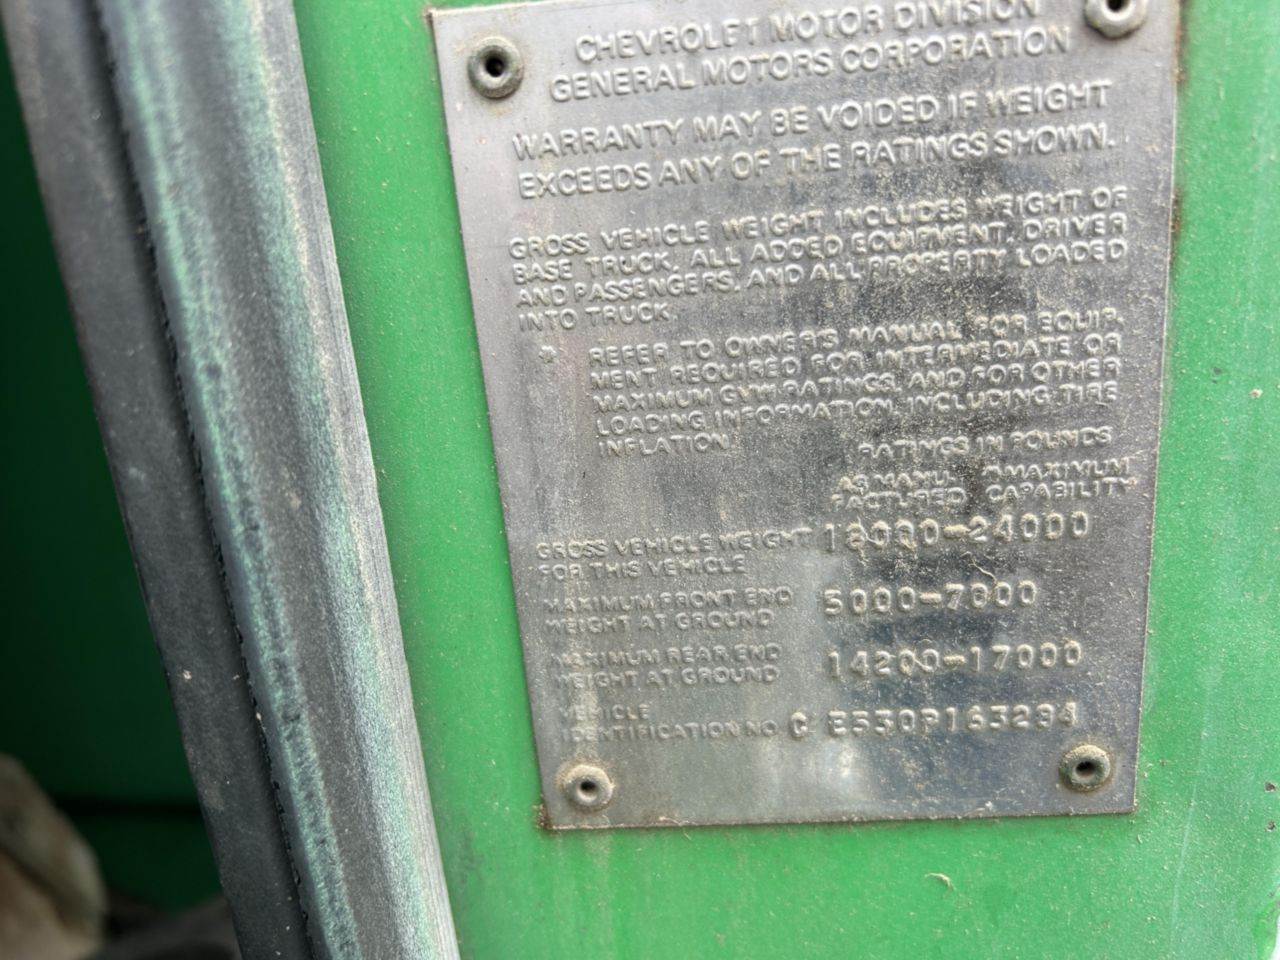 CHEVROLET MOTOR DIVISION
GENERAL MOTORS CORPORATION
WARRANTY MAY BE VOIDED IF WEIGHT
EXCEEDS ANY OF THE RATINGS SHOWN.
GROSS VEHICLE WEIGHT INCLUDES WEIGHT OF
BASE TRUCK, ALL ADDED EQUIPMENT, DRIVER
AND PASSENGERS, AND ALL PROPERTY LOADED
INTO TRUCK.
* REFER TO OWNER'S MANUAL FOR EQUIP-
MENT REQUIRED FOR INTERMEDIATE OR
MAXIMUM GVW RATINGS, AND FOR OTHER
LOADING INFORMATION, INCLUDING TIRE
INFLATION.
RATINGS IN POUNDS
AS MANU- *MAXIMUM
FACTURED CAPABILITY
GROSS VEHICLE WEIGHT
FOR THIS VEHICLE 24000
MAXIMUM FRONT END 5000-7000
WEIGHT AT GROUND
MAXIMUM REAR END 14200-17000
WEIGHT AT GROUND
VEHICLE
IDENTIFICATION NO C E530P163294